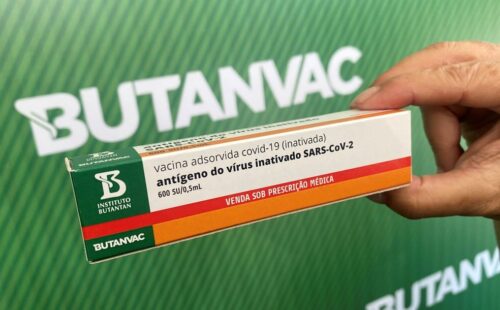 BUTANVAC
BUTANVAC
vacina adsorvida covid-19 (inativada)
antígeno do vírus inativado SARS-CoV-2
600 SU/0,5mL
INSTITUTO
BUTANTAN
VENDA SOB PRESCRIÇÃO MÉDICA
BUTANVAC
BUTANVAC